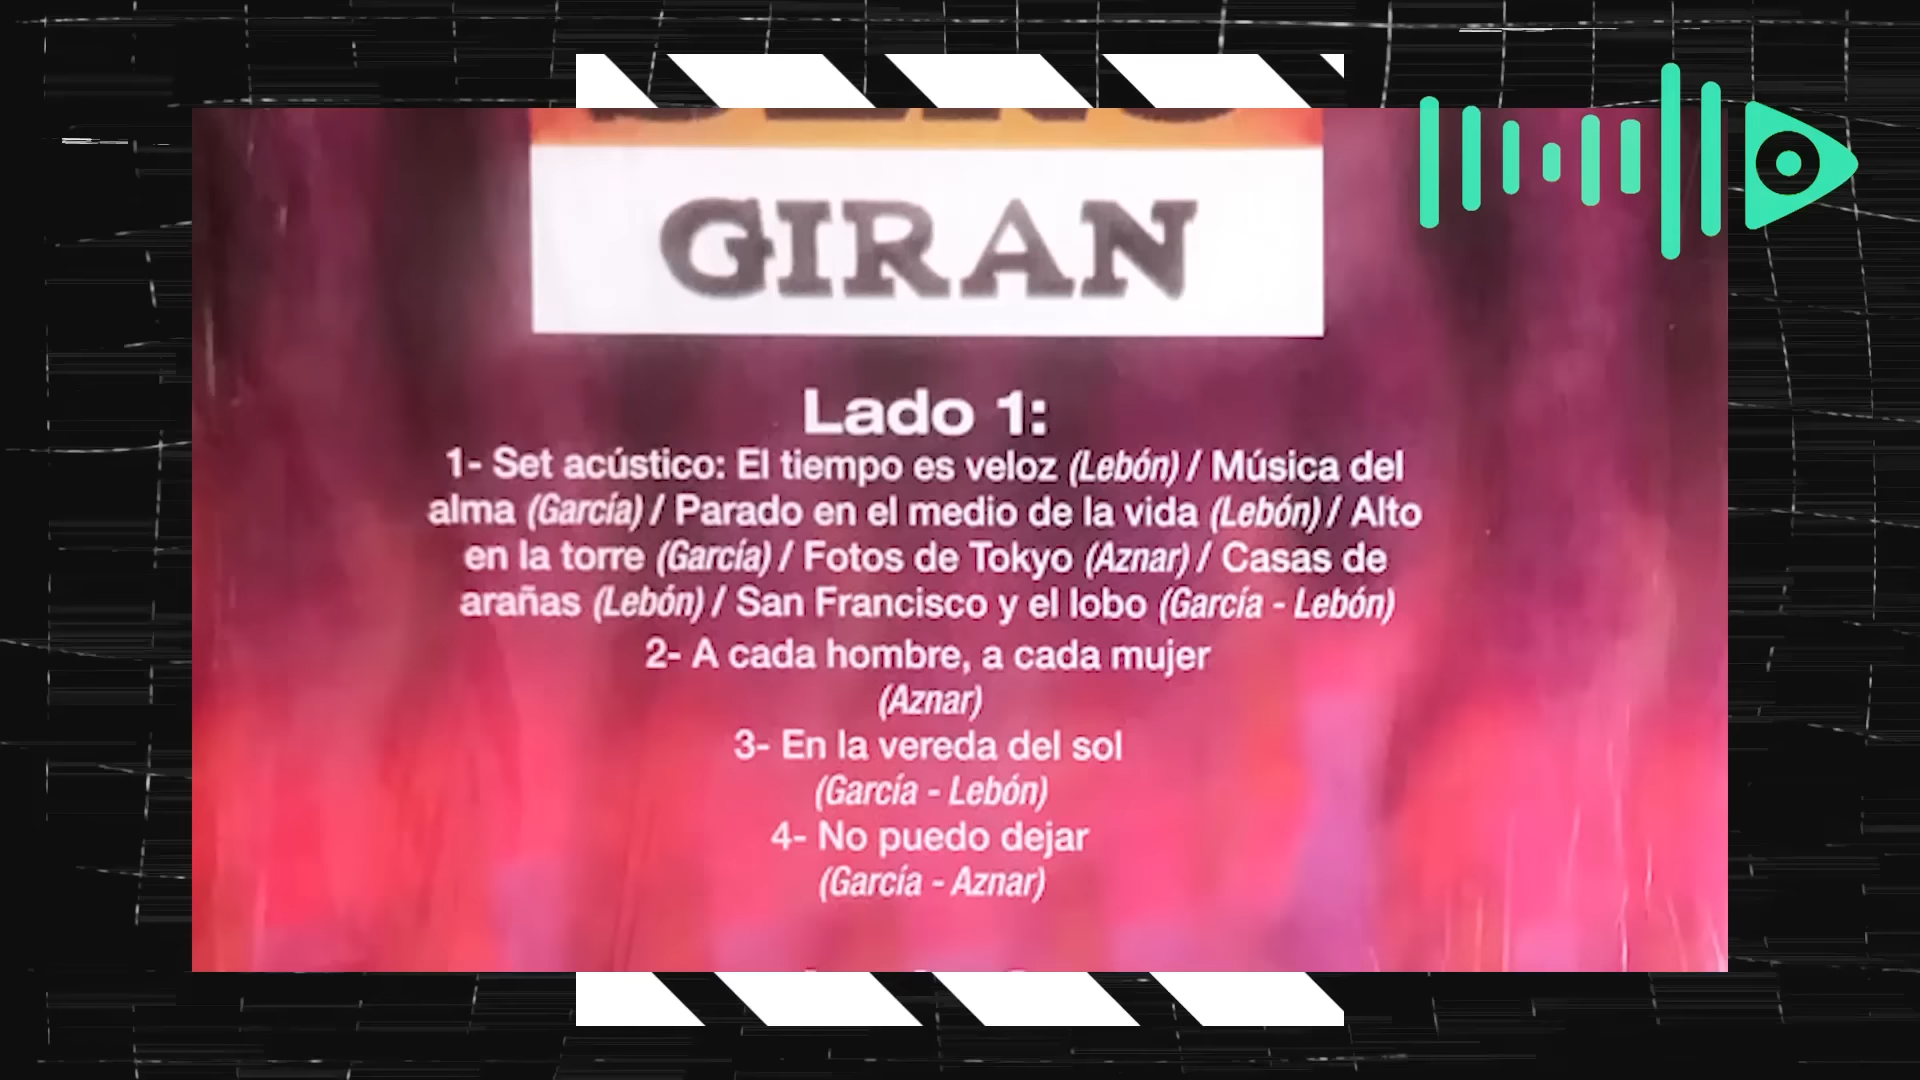 GIRAN
Lado 1:
1- Set acústico: El tiempo es veloz (Lebón) / Música del
alma (García) / Parado en el medio de la vida (Lebón) / Alto
en la torre (García) / Fotos de Tokyo (Aznar) / Casas de
arañas (Lebón) / San Francisco y el lobo (García - Lebón)
2- A cada hombre, a cada mujer
(Aznar)
3- En la vereda del sol
(García - Lebón)
4- No puedo dejar
(García - Aznar)